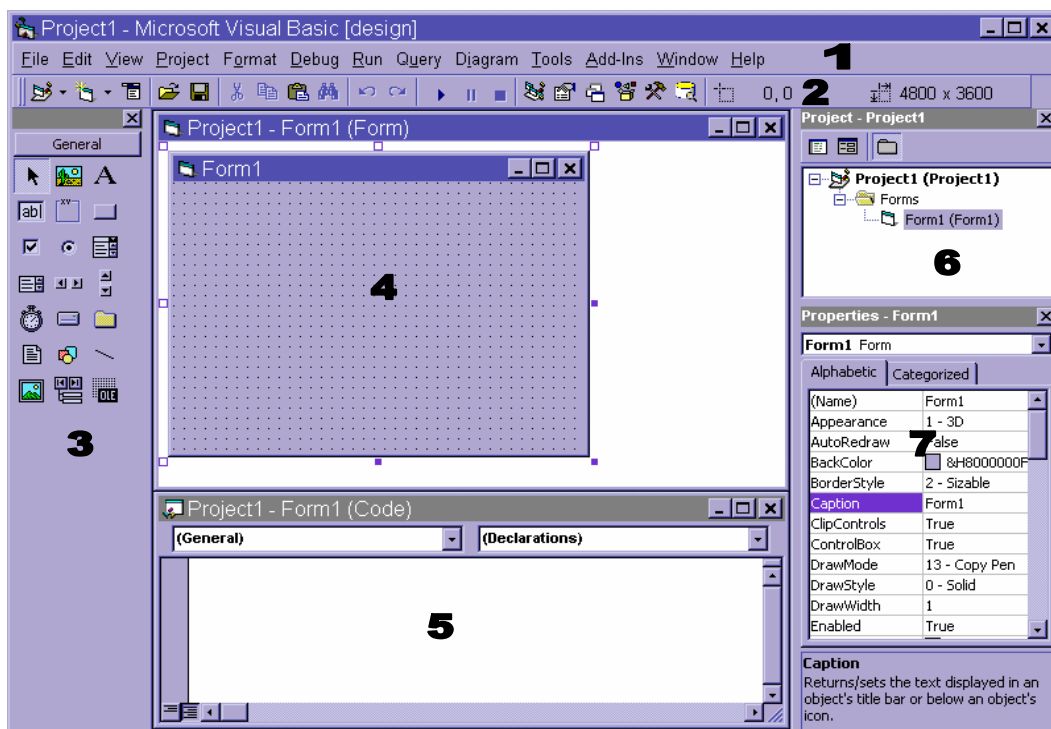 Project1 - Microsoft Visual Basic [design]
File Edit View Project Format Debug Run Query Diagram Tools Add-Ins Window Help
1
0,0
2
4800 x 3600
General
A
ab
XY
OLE
3
Project1 - Form1 (Form)
Form1
4
Project1 - Form1 (Code)
(General)
(Declarations)
5
Project - Project1
Project1 (Project1)
Forms
Form1 (Form1)
6
Properties - Form1
Form1 Form
Alphabetic Categorized
(Name) Form1
Appearance 1 - 3D
AutoRedraw False
7
BackColor &H8000000F
BorderStyle 2 - Sizable
Caption Form1
ClipControls True
ControlBox True
DrawMode 13 - Copy Pen
DrawStyle 0 - Solid
DrawWidth 1
Enabled True
Caption
Returns/sets the text displayed in an
object's title bar or below an object's
icon.